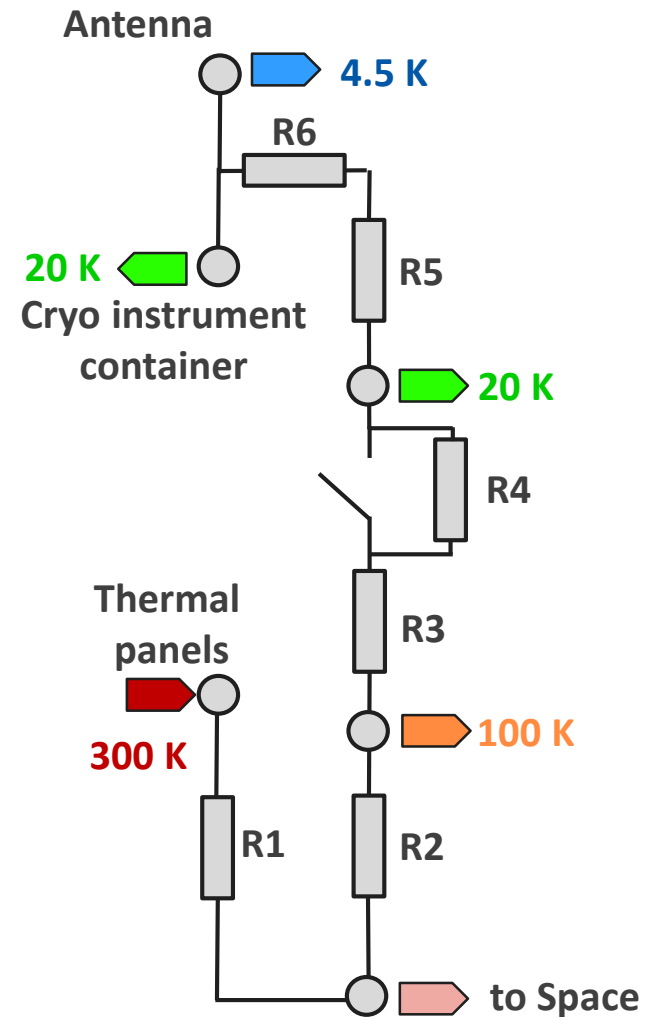 Antenna
4.5 K
R6
20 K
R5
Cryo instrument
container
20 K
R4
Thermal
panels
R3
300 K
100 K
R1
R2
to Space